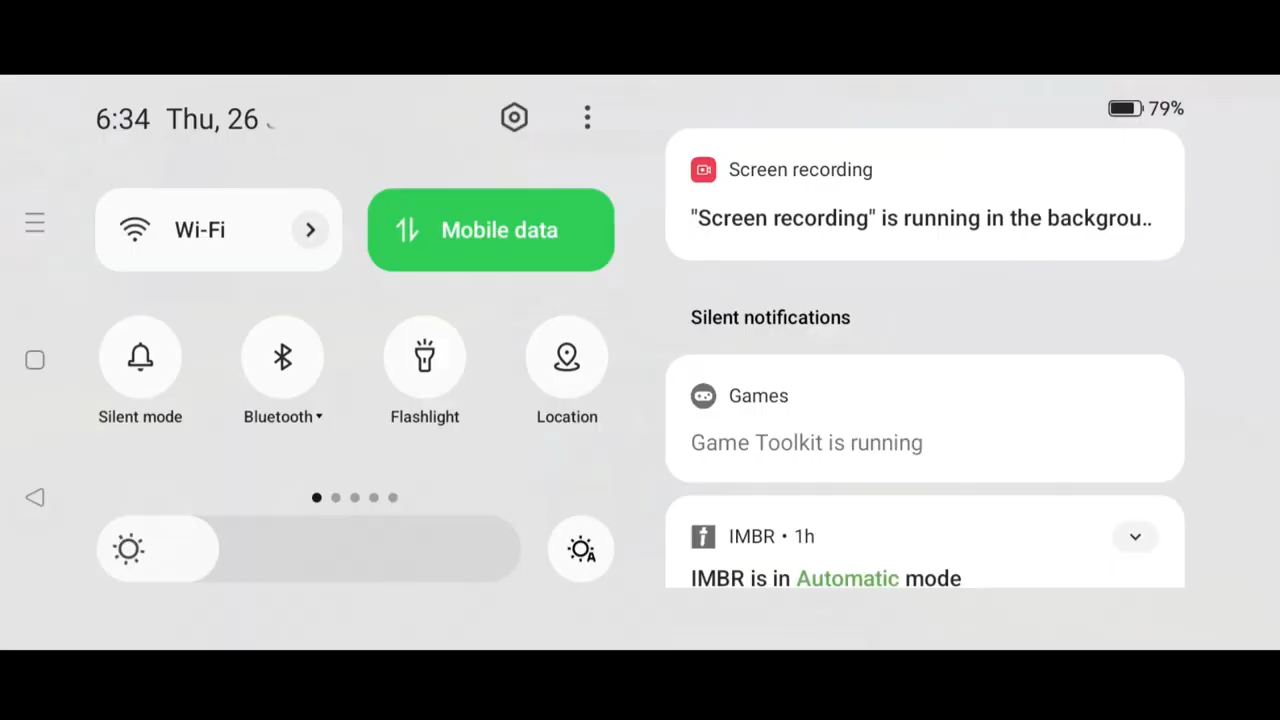 6:34 Thu, 26
79%
Wi-Fi
Mobile data
Silent mode
Bluetooth
Flashlight
Location
Screen recording
"Screen recording" is running in the backgrou..
Silent notifications
Games
Game Toolkit is running
IMBR • 1h
IMBR is in Automatic mode